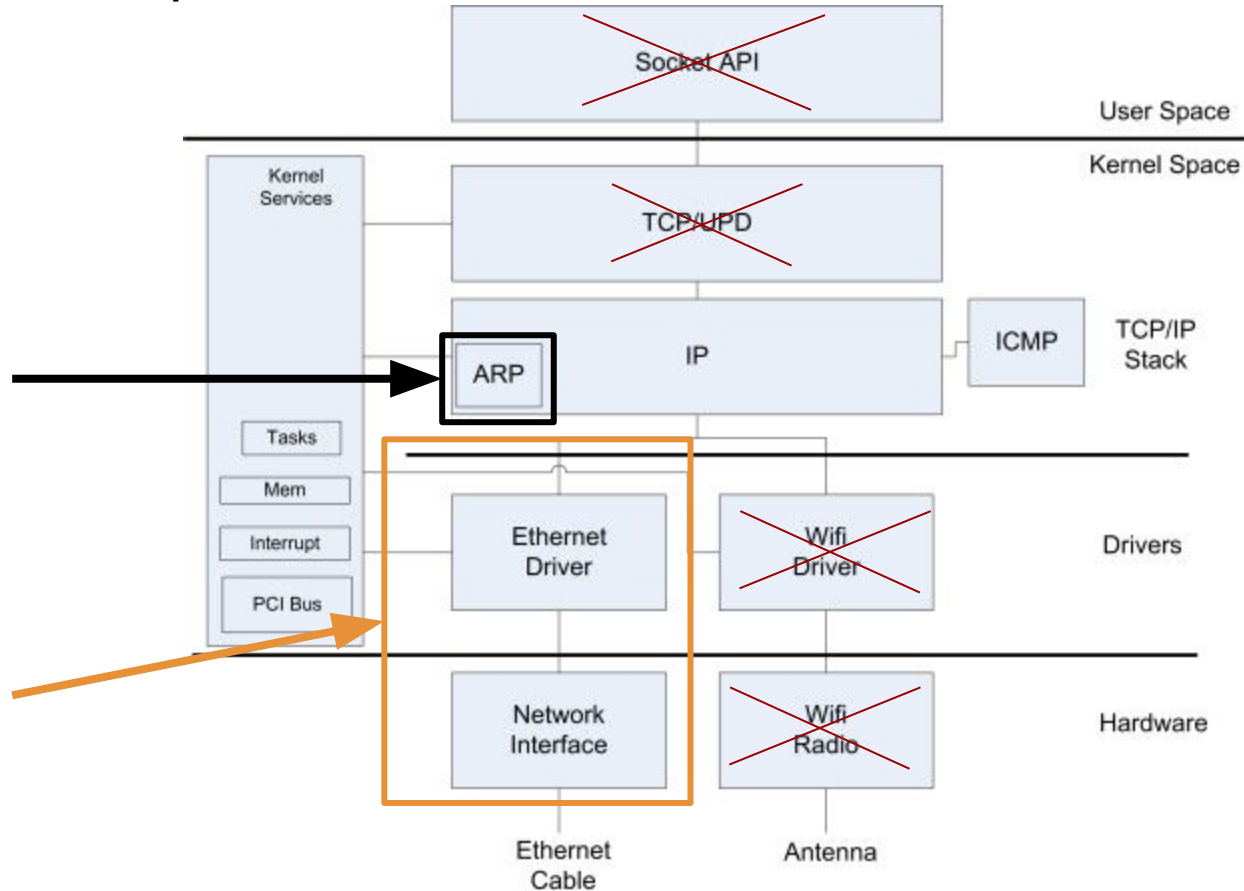 Socket API
User Space
Kernel Space
Kernel
Services
TCP/UPD
IP
ICMP
TCP/IP
Stack
ARP
Tasks
Mem
Interrupt
PCI Bus
Ethernet
Driver
Wifi
Driver
Drivers
Network
Interface
Wifi
Radio
Hardware
Ethernet
Cable
Antenna